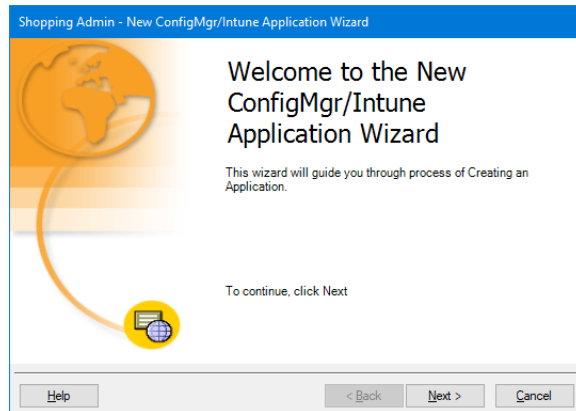 Shopping Admin - New ConfigMgr/Intune Application Wizard
Welcome to the New
ConfigMgr/Intune
Application Wizard
This wizard will guide you through process of Creating an
Application.
To continue, click Next
Help
< Back
Next >
Cancel